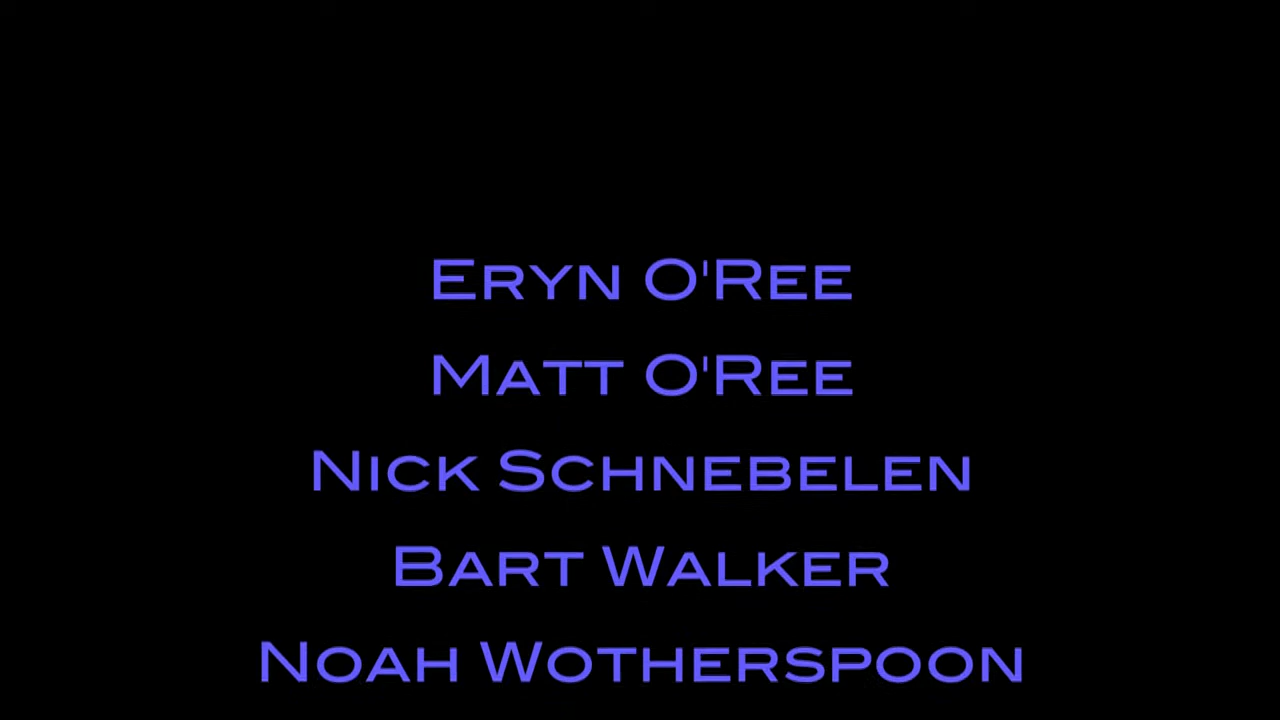 Eryn O'Ree
Matt O'Ree
Nick Schnebelen
Bart Walker
Noah Wotherspoon